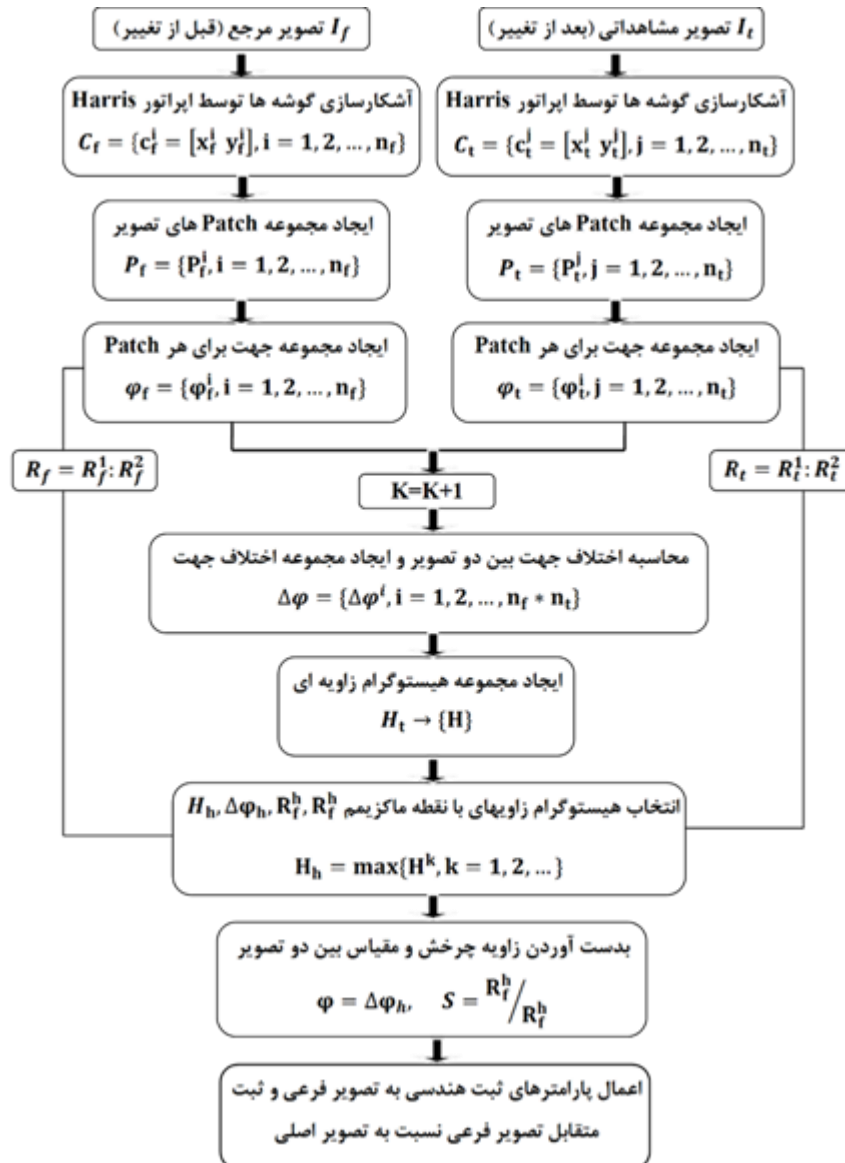 I_f تصویر مرجع (قبل از تغییر)
I_t تصویر مشاهداتی (بعد از تغییر)
آشکارسازی گوشه ها توسط اپراتور Harris
C_f = {c_f^i = [x_f^i y_f^i], i = 1, 2, ..., n_f}
آشکارسازی گوشه ها توسط اپراتور Harris
C_t = {c_t^j = [x_t^j y_t^j], j = 1, 2, ..., n_t}
ایجاد مجموعه Patch های تصویر
P_f = {P_f^i, i = 1, 2, ..., n_f}
ایجاد مجموعه Patch های تصویر
P_t = {P_t^j, j = 1, 2, ..., n_t}
ایجاد مجموعه جهت برای هر Patch
φ_f = {φ_f^i, i = 1, 2, ..., n_f}
ایجاد مجموعه جهت برای هر Patch
φ_t = {φ_t^i, j = 1, 2, ..., n_t}
R_f = R_f^1: R_f^2
R_t = R_t^1: R_t^2
K=K+1
محاسبه اختلاف جهت بین دو تصویر و ایجاد مجموعه اختلاف جهت
Δφ = {Δφ^i, i = 1, 2, ..., n_f * n_t}
ایجاد مجموعه هیستوگرام زاویه ای
H_t → {H}
انتخاب هیستوگرام زاویهای با نقطه ماکزیمم H_h, Δφ_h, R_f^h, R_f^h
H_h = max{H^k, k = 1, 2, ...}
بدست آوردن زاویه چرخش و مقیاس بین دو تصویر
φ = Δφ_h, S = R_f^h / R_f^h
اعمال پارامترهای ثبت هندسی به تصویر فرعی و ثبت
متقابل تصویر فرعی نسبت به تصویر اصلی